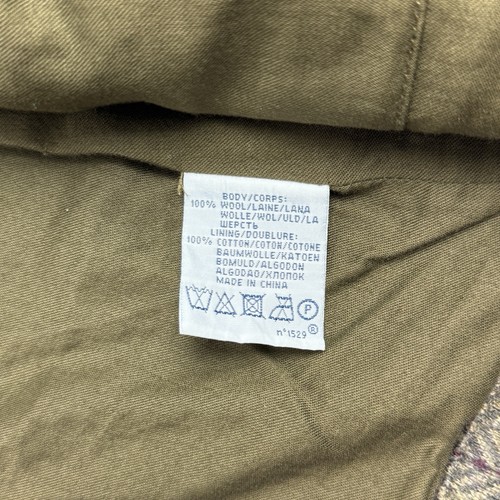 BODY/CORPS:
100% WOOL/LAINE/LANA
WOLLE/WOL/ULD/LA
ШЕРСТЬ
LINING/DOUBLURE:
100% COTTON/COTON/COTONE
BAUMWOLLE/KATOEN
BOMULD/ALGODON
ALGODAO/ХЛОПОК
MADE IN CHINA
P
n°1529 ®